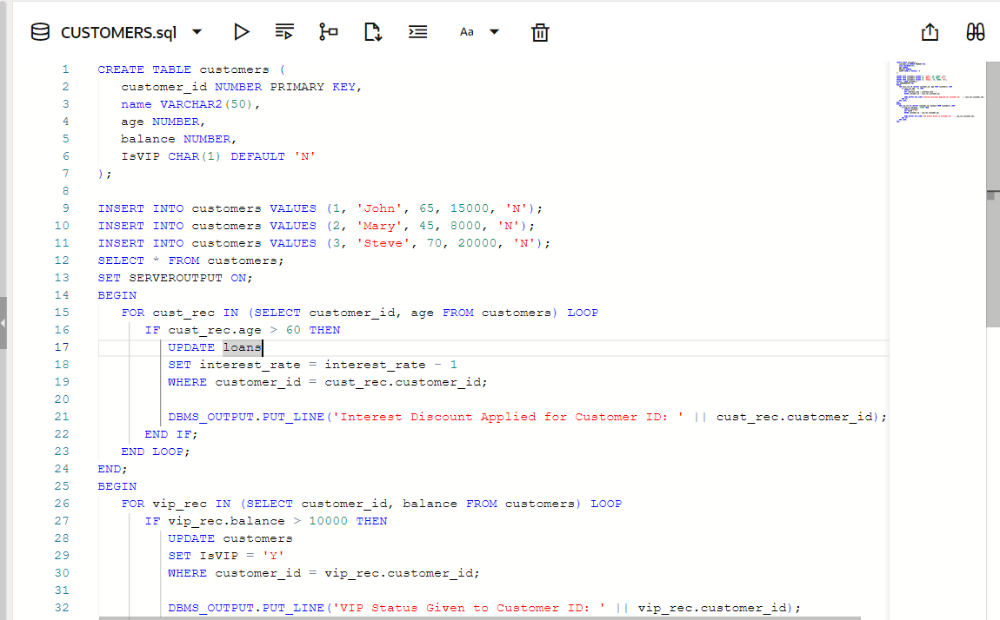 CUSTOMERS.sql
Aa
1 CREATE TABLE customers (
2 customer_id NUMBER PRIMARY KEY,
3 name VARCHAR2(50),
4 age NUMBER,
5 balance NUMBER,
6 IsVIP CHAR(1) DEFAULT 'N'
7 );
8
9 INSERT INTO customers VALUES (1, 'John', 65, 15000, 'N');
10 INSERT INTO customers VALUES (2, 'Mary', 45, 8000, 'N');
11 INSERT INTO customers VALUES (3, 'Steve', 70, 20000, 'N');
12 SELECT * FROM customers;
13 SET SERVEROUTPUT ON;
14 BEGIN
15 FOR cust_rec IN (SELECT customer_id, age FROM customers) LOOP
16 IF cust_rec.age > 60 THEN
17 UPDATE loans
18 SET interest_rate = interest_rate - 1
19 WHERE customer_id = cust_rec.customer_id;
20
21 DBMS_OUTPUT.PUT_LINE('Interest Discount Applied for Customer ID: ' || cust_rec.customer_id);
22 END IF;
23 END LOOP;
24 END;
25 BEGIN
26 FOR vip_rec IN (SELECT customer_id, balance FROM customers) LOOP
27 IF vip_rec.balance > 10000 THEN
28 UPDATE customers
29 SET IsVIP = 'Y'
30 WHERE customer_id = vip_rec.customer_id;
31
32 DBMS_OUTPUT.PUT_LINE('VIP Status Given to Customer ID: ' || vip_rec.customer_id);